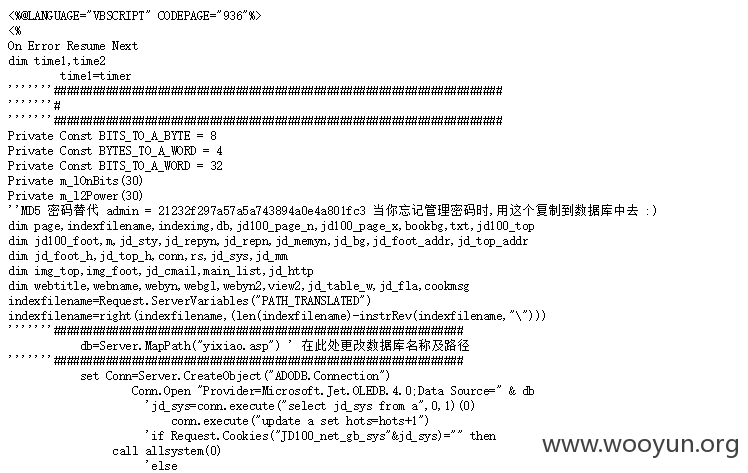 <%@LANGUAGE="VBSCRIPT" CODEPAGE="936"%>
<%
On Error Resume Next
dim time1,time2
time1=timer
'''''''######################################################################
'''''''#
'''''''######################################################################
Private Const BITS_TO_A_BYTE = 8
Private Const BYTES_TO_A_WORD = 4
Private Const BITS_TO_A_WORD = 32
Private m_lOnBits(30)
Private m_l2Power(30)
''MD5 密码替代 admin = 21232f297a57a5a743894a0e4a801fc3 当你忘记管理密码时,用这个复制到数据库中去 :)
dim page,indexfilename,indeximg,db,jd100_page_n,jd100_page_x,bookbg,txt,jd100_top
dim jd100_foot,m,jd_sty,jd_repyn,jd_repn,jd_memyn,jd_bg,jd_foot_addr,jd_top_addr
dim jd_foot_h,jd_top_h,conn,rs,jd_sys,jd_mm
dim img_top,img_foot,jd_cmail,main_list,jd_http
dim webtitle,webname,webyn,webgl,webyn2,view2,jd_table_w,jd_fla,cookmsg
indexfilename=Request.ServerVariables("PATH_TRANSLATED")
indexfilename=right(indexfilename,(len(indexfilename)-instrRev(indexfilename,"\")))
'''''''################################################################
db=Server.MapPath("yixiao.asp") ' 在此处更改数据库名称及路径
'''''''################################################################
set Conn=Server.CreateObject("ADODB.Connection")
Conn.Open "Provider=Microsoft.Jet.OLEDB.4.0;Data Source=" & db
'jd_sys=conn.execute("select jd_sys from a",0,1)(0)
conn.execute("update a set hots=hots+1")
'if Request.Cookies("JD100_net_gb_sys"&jd_sys)="" then
call allsystem(0)
'else
www.wooyun.org